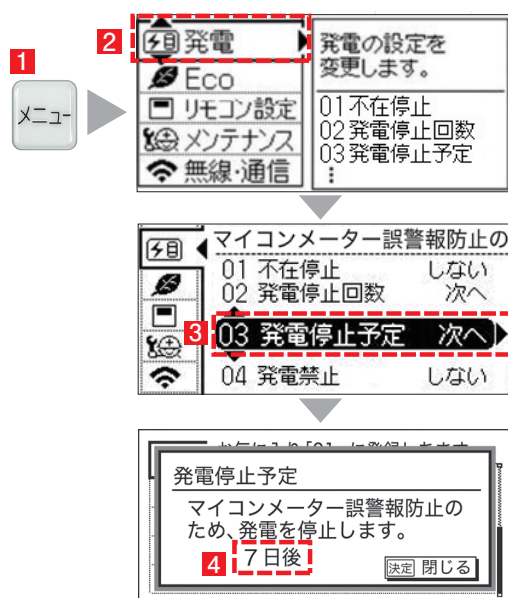 1
メニュー
2
発電
Eco
リモコン設定
メンテナンス
無線・通信
発電の設定を
変更します。
01不在停止
02発電停止回数
03発電停止予定
⋮
マイコンメーター誤警報防止の
01 不在停止 しない
02 発電停止回数 次へ
3
03 発電停止予定 次へ
04 発電禁止 しない
発電停止予定
マイコンメーター誤警報防止の
ため、発電を停止します。
4
7日後
決定 閉じる